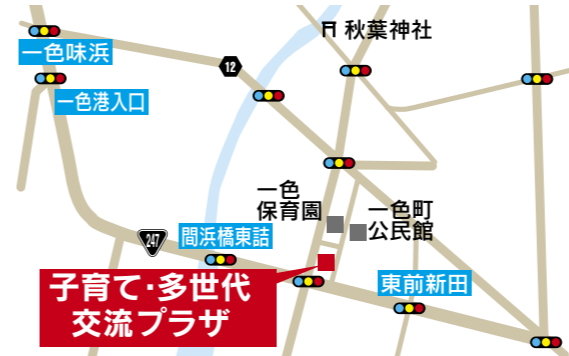 秋葉神社
一色味浜
12
一色港入口
一色
保育園
一色町
公民館
247
間浜橋東詰
子育て・多世代
交流プラザ
東前新田